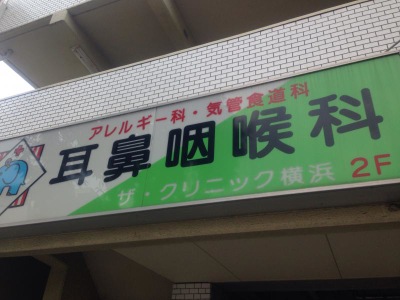 アレルギー科・気管食道科
耳鼻咽喉科
ザ・クリニック横浜 2F